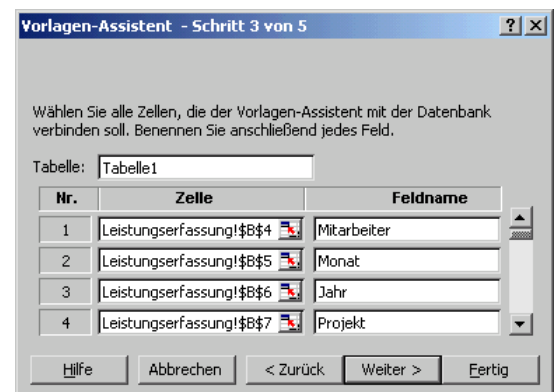 Vorlagen-Assistent - Schritt 3 von 5
Wählen Sie alle Zellen, die der Vorlagen-Assistent mit der Datenbank
verbinden soll. Benennen Sie anschließend jedes Feld.
Tabelle: Tabelle1
Nr. Zelle Feldname
1 Leistungserfassung!$B$4 Mitarbeiter
2 Leistungserfassung!$B$5 Monat
3 Leistungserfassung!$B$6 Jahr
4 Leistungserfassung!$B$7 Projekt
Hilfe Abbrechen < Zurück Weiter > Fertig